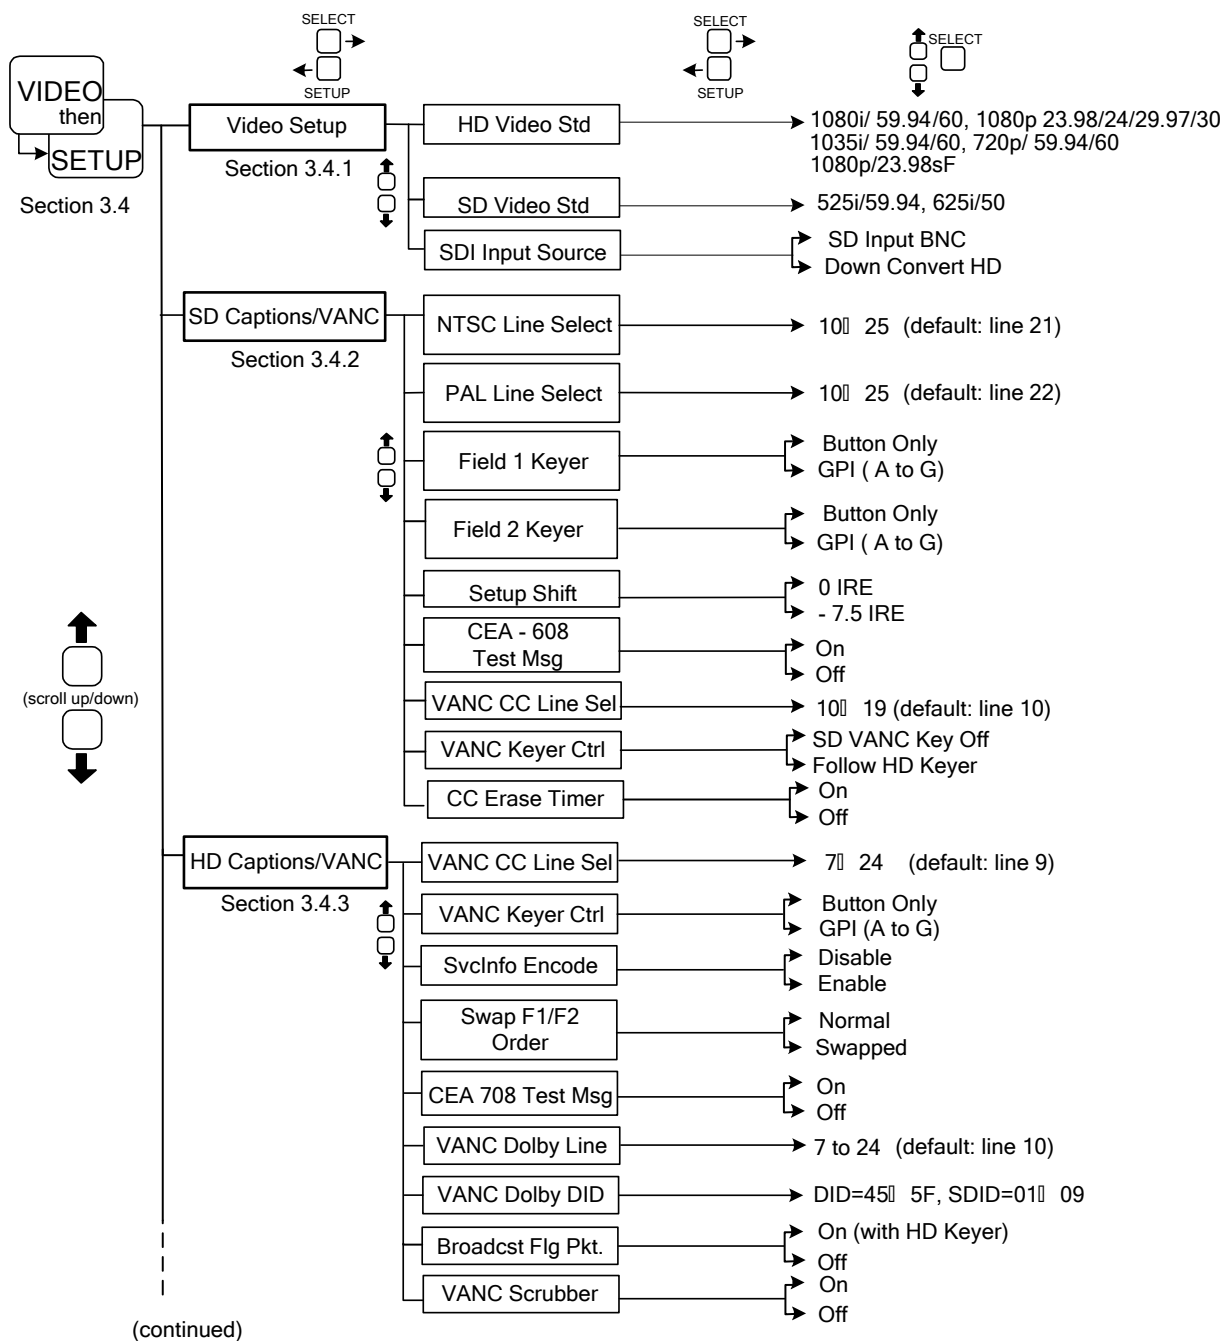 SELECT
SETUP
SELECT
SETUP
SELECT
VIDEO
then
SETUP
Section 3.4
Video Setup
Section 3.4.1
HD Video Std
1080i/ 59.94/60, 1080p 23.98/24/29.97/30
1035i/ 59.94/60, 720p/ 59.94/60
1080p/23.98sF
SD Video Std
525i/59.94, 625i/50
SDI Input Source
SD Input BNC
Down Convert HD
SD Captions/VANC
Section 3.4.2
NTSC Line Select
10▯ 25 (default: line 21)
PAL Line Select
10▯ 25 (default: line 22)
Field 1 Keyer
Button Only
GPI ( A to G)
Field 2 Keyer
Button Only
GPI ( A to G)
Setup Shift
0 IRE
- 7.5 IRE
CEA - 608
Test Msg
On
Off
VANC CC Line Sel
10▯ 19 (default: line 10)
VANC Keyer Ctrl
SD VANC Key Off
Follow HD Keyer
CC Erase Timer
On
Off
(scroll up/down)
HD Captions/VANC
Section 3.4.3
VANC CC Line Sel
7▯ 24 (default: line 9)
VANC Keyer Ctrl
Button Only
GPI (A to G)
SvcInfo Encode
Disable
Enable
Swap F1/F2
Order
Normal
Swapped
CEA 708 Test Msg
On
Off
VANC Dolby Line
7 to 24 (default: line 10)
VANC Dolby DID
DID=45▯ 5F, SDID=01▯ 09
Broadcst Flg Pkt.
On (with HD Keyer)
Off
VANC Scrubber
On
Off
(continued)